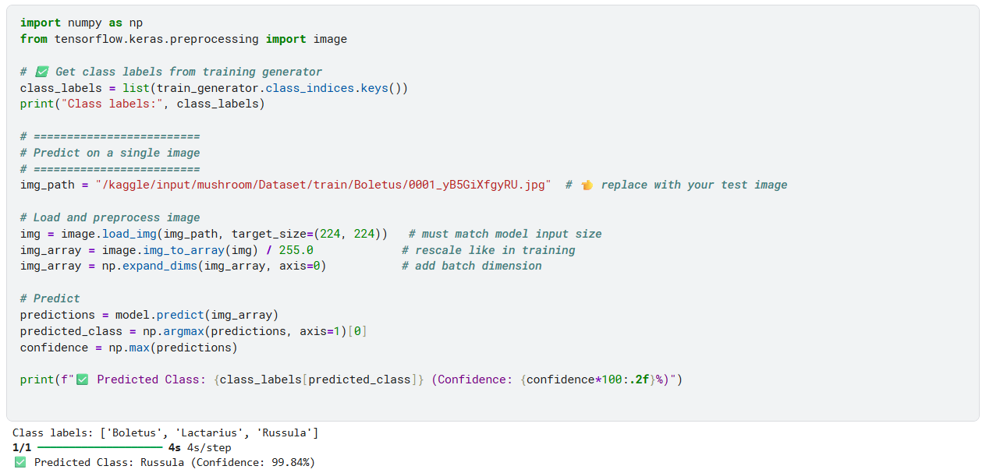 import numpy as np
from tensorflow.keras.preprocessing import image
# ✅ Get class labels from training generator
class_labels = list(train_generator.class_indices.keys())
print("Class labels:", class_labels)
# =========================
# Predict on a single image
# =========================
img_path = "/kaggle/input/mushroom/Dataset/train/Boletus/0001_yB5GiXfgyRU.jpg"  # 👈 replace with your test image
# Load and preprocess image
img = image.load_img(img_path, target_size=(224, 224))   # must match model input size
img_array = image.img_to_array(img) / 255.0             # rescale like in training
img_array = np.expand_dims(img_array, axis=0)           # add batch dimension
# Predict
predictions = model.predict(img_array)
predicted_class = np.argmax(predictions, axis=1)[0]
confidence = np.max(predictions)
print(f"✅ Predicted Class: {class_labels[predicted_class]} (Confidence: {confidence*100:.2f}%)")
Class labels: ['Boletus', 'Lactarius', 'Russula']
1/1 ━━━━━━━━━━━━━━━━━━━━ 4s 4s/step
✅ Predicted Class: Russula (Confidence: 99.84%)